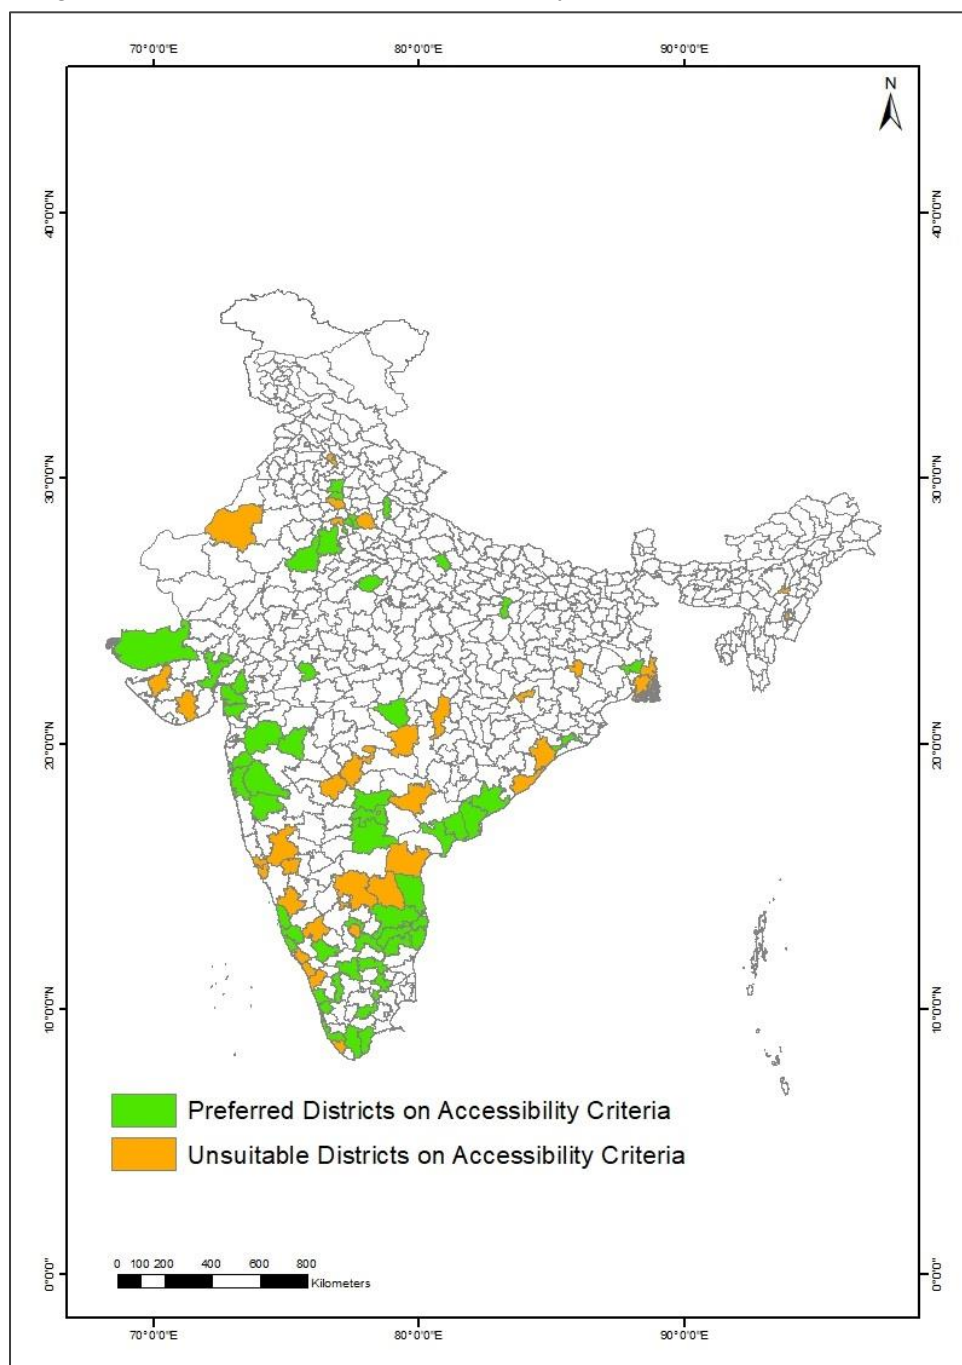 70°0'0"E 80°0'0"E 90°0'0"E
N
40°0'0"N 40°0'0"N
30°0'0"N 30°0'0"N
20°0'0"N 20°0'0"N
10°0'0"N 10°0'0"N
Preferred Districts on Accessibility Criteria
Unsuitable Districts on Accessibility Criteria
0 100 200 400 600 800
Kilometers
0°0'0" 0°0'0"
70°0'0"E 80°0'0"E 90°0'0"E